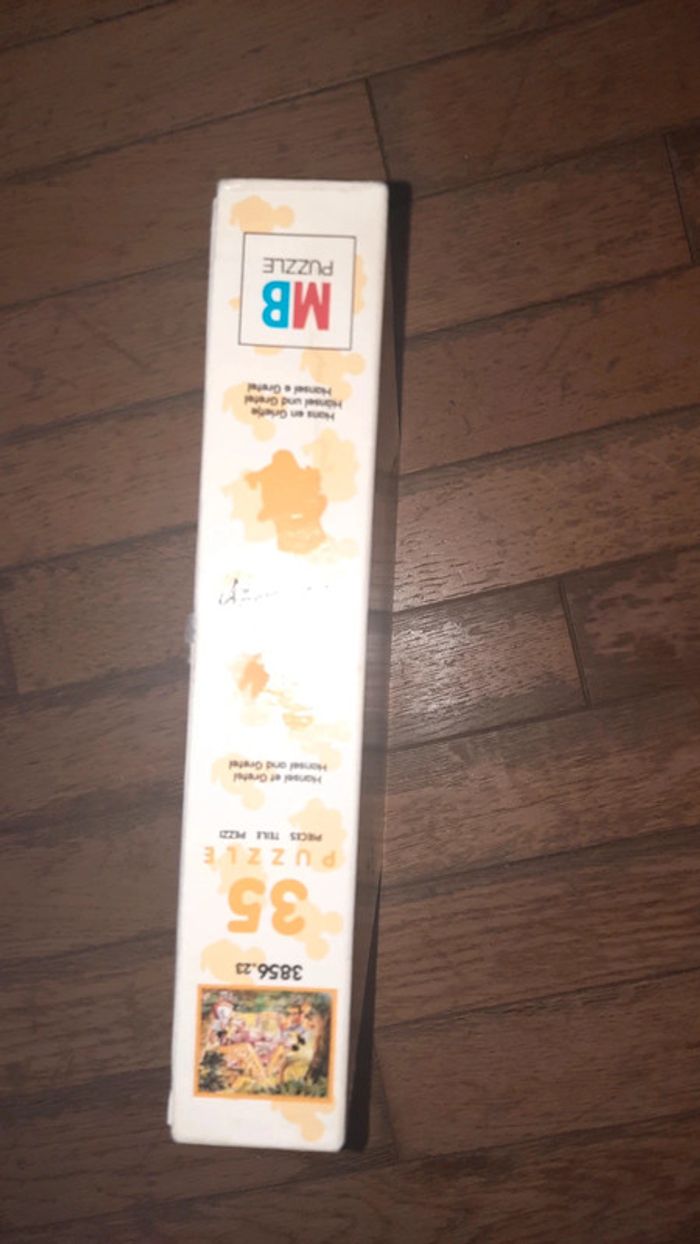 3856.23
35
PUZZLE
PIECES TEILE PEZZI
Hansel et Gretel
Hansel and Gretel
Hans en Grietje
Hänsel und Gretel
Hansel e Gretel
MB
PUZZLE